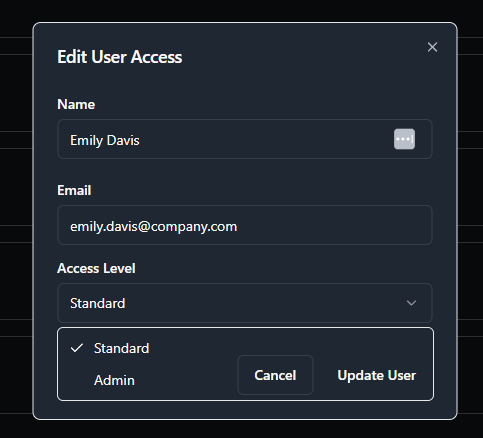 Edit User Access
Name
Emily Davis
Email
emily.davis@company.com
Access Level
Standard
Standard
Admin
Cancel
Update User